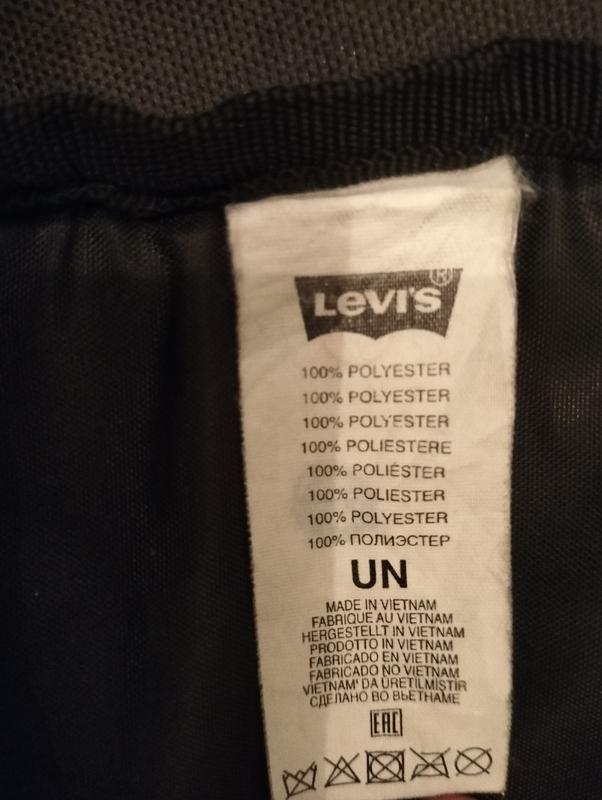 LEVI'S ®
100% POLYESTER
100% POLYESTER
100% POLYESTER
100% POLIESTERE
100% POLIÉSTER
100% POLIESTER
100% POLYESTER
100% ПОЛИЭСТЕР
UN
MADE IN VIETNAM
FABRIQUE AU VIETNAM
HERGESTELLT IN VIETNAM
PRODOTTO IN VIETNAM
FABRICADO EN VIETNAM
FABRICADO NO VIETNAM
VIETNAM' DA ÜRETILMISTIR
СДЕЛАНО ВО ВЬЕТНАМЕ
EAC